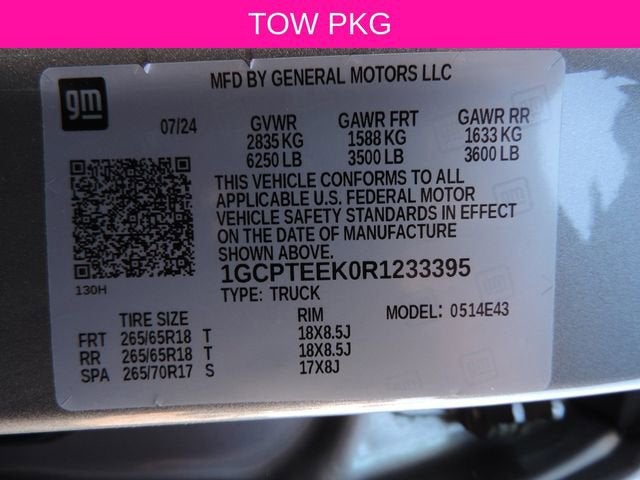 TOW PKG
gm
MFD BY GENERAL MOTORS LLC
07/24 GVWR GAWR FRT GAWR RR
2835 KG 1588 KG 1633 KG
6250 LB 3500 LB 3600 LB
THIS VEHICLE CONFORMS TO ALL
APPLICABLE U.S. FEDERAL MOTOR
VEHICLE SAFETY STANDARDS IN EFFECT
ON THE DATE OF MANUFACTURE
SHOWN ABOVE.
130H
1GCPTEEK0R1233395
TYPE: TRUCK MODEL: 0514E43
TIRE SIZE RIM
FRT 265/65R18 T 18X8.5J
RR 265/65R18 T 18X8.5J
SPA 265/70R17 S 17X8J